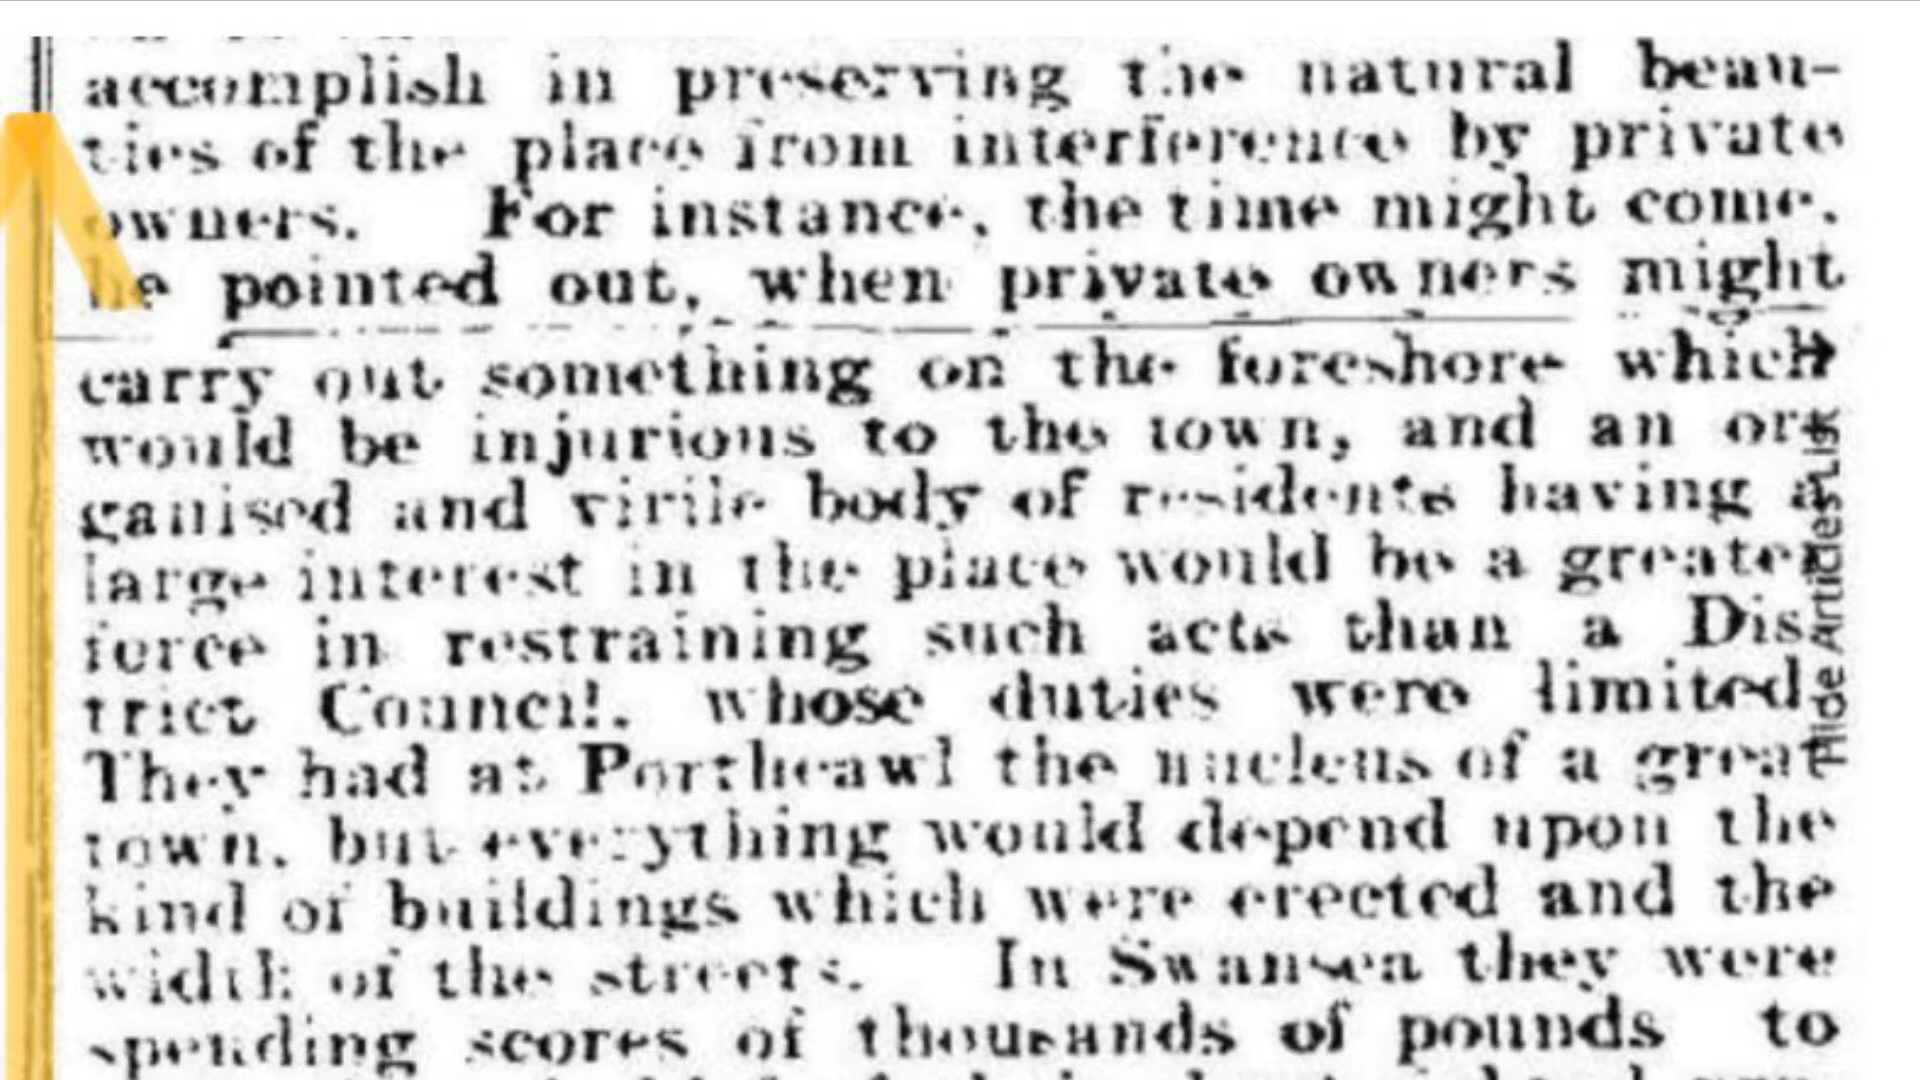 accomplish in preserving the natural beau-
ties of the place from interference by private
owners. For instance, the time might come,
he pointed out, when private owners might
carry out something on the foreshore which
would be injurious to the town, and an or-
ganised and virile body of residents having a
large interest in the place would be a greater
force in restraining such acts than a Dis-
trict Council, whose duties were limited.
They had at Porthcawl the nucleus of a great
town, but everything would depend upon the
kind of buildings which were erected and the
width of the streets. In Swansea they were
spending scores of thousands of pounds to
Hide Articles List